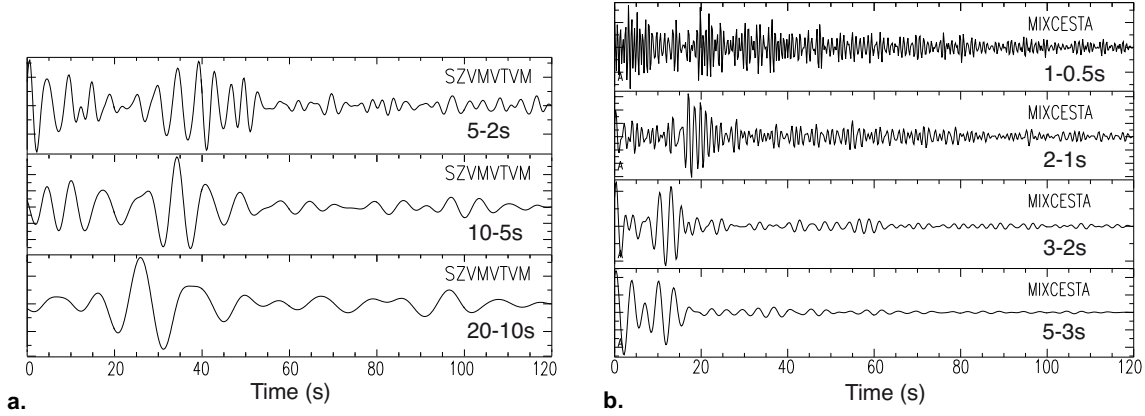 SZVMVTVM
5-2s
SZVMVTVM
10-5s
SZVMVTVM
20-10s
0 20 40 60 80 100 120
Time (s)
a.
MIXCESTA
1-0.5s
MIXCESTA
2-1s
MIXCESTA
3-2s
MIXCESTA
5-3s
0 20 40 60 80 100 120
Time (s)
b.